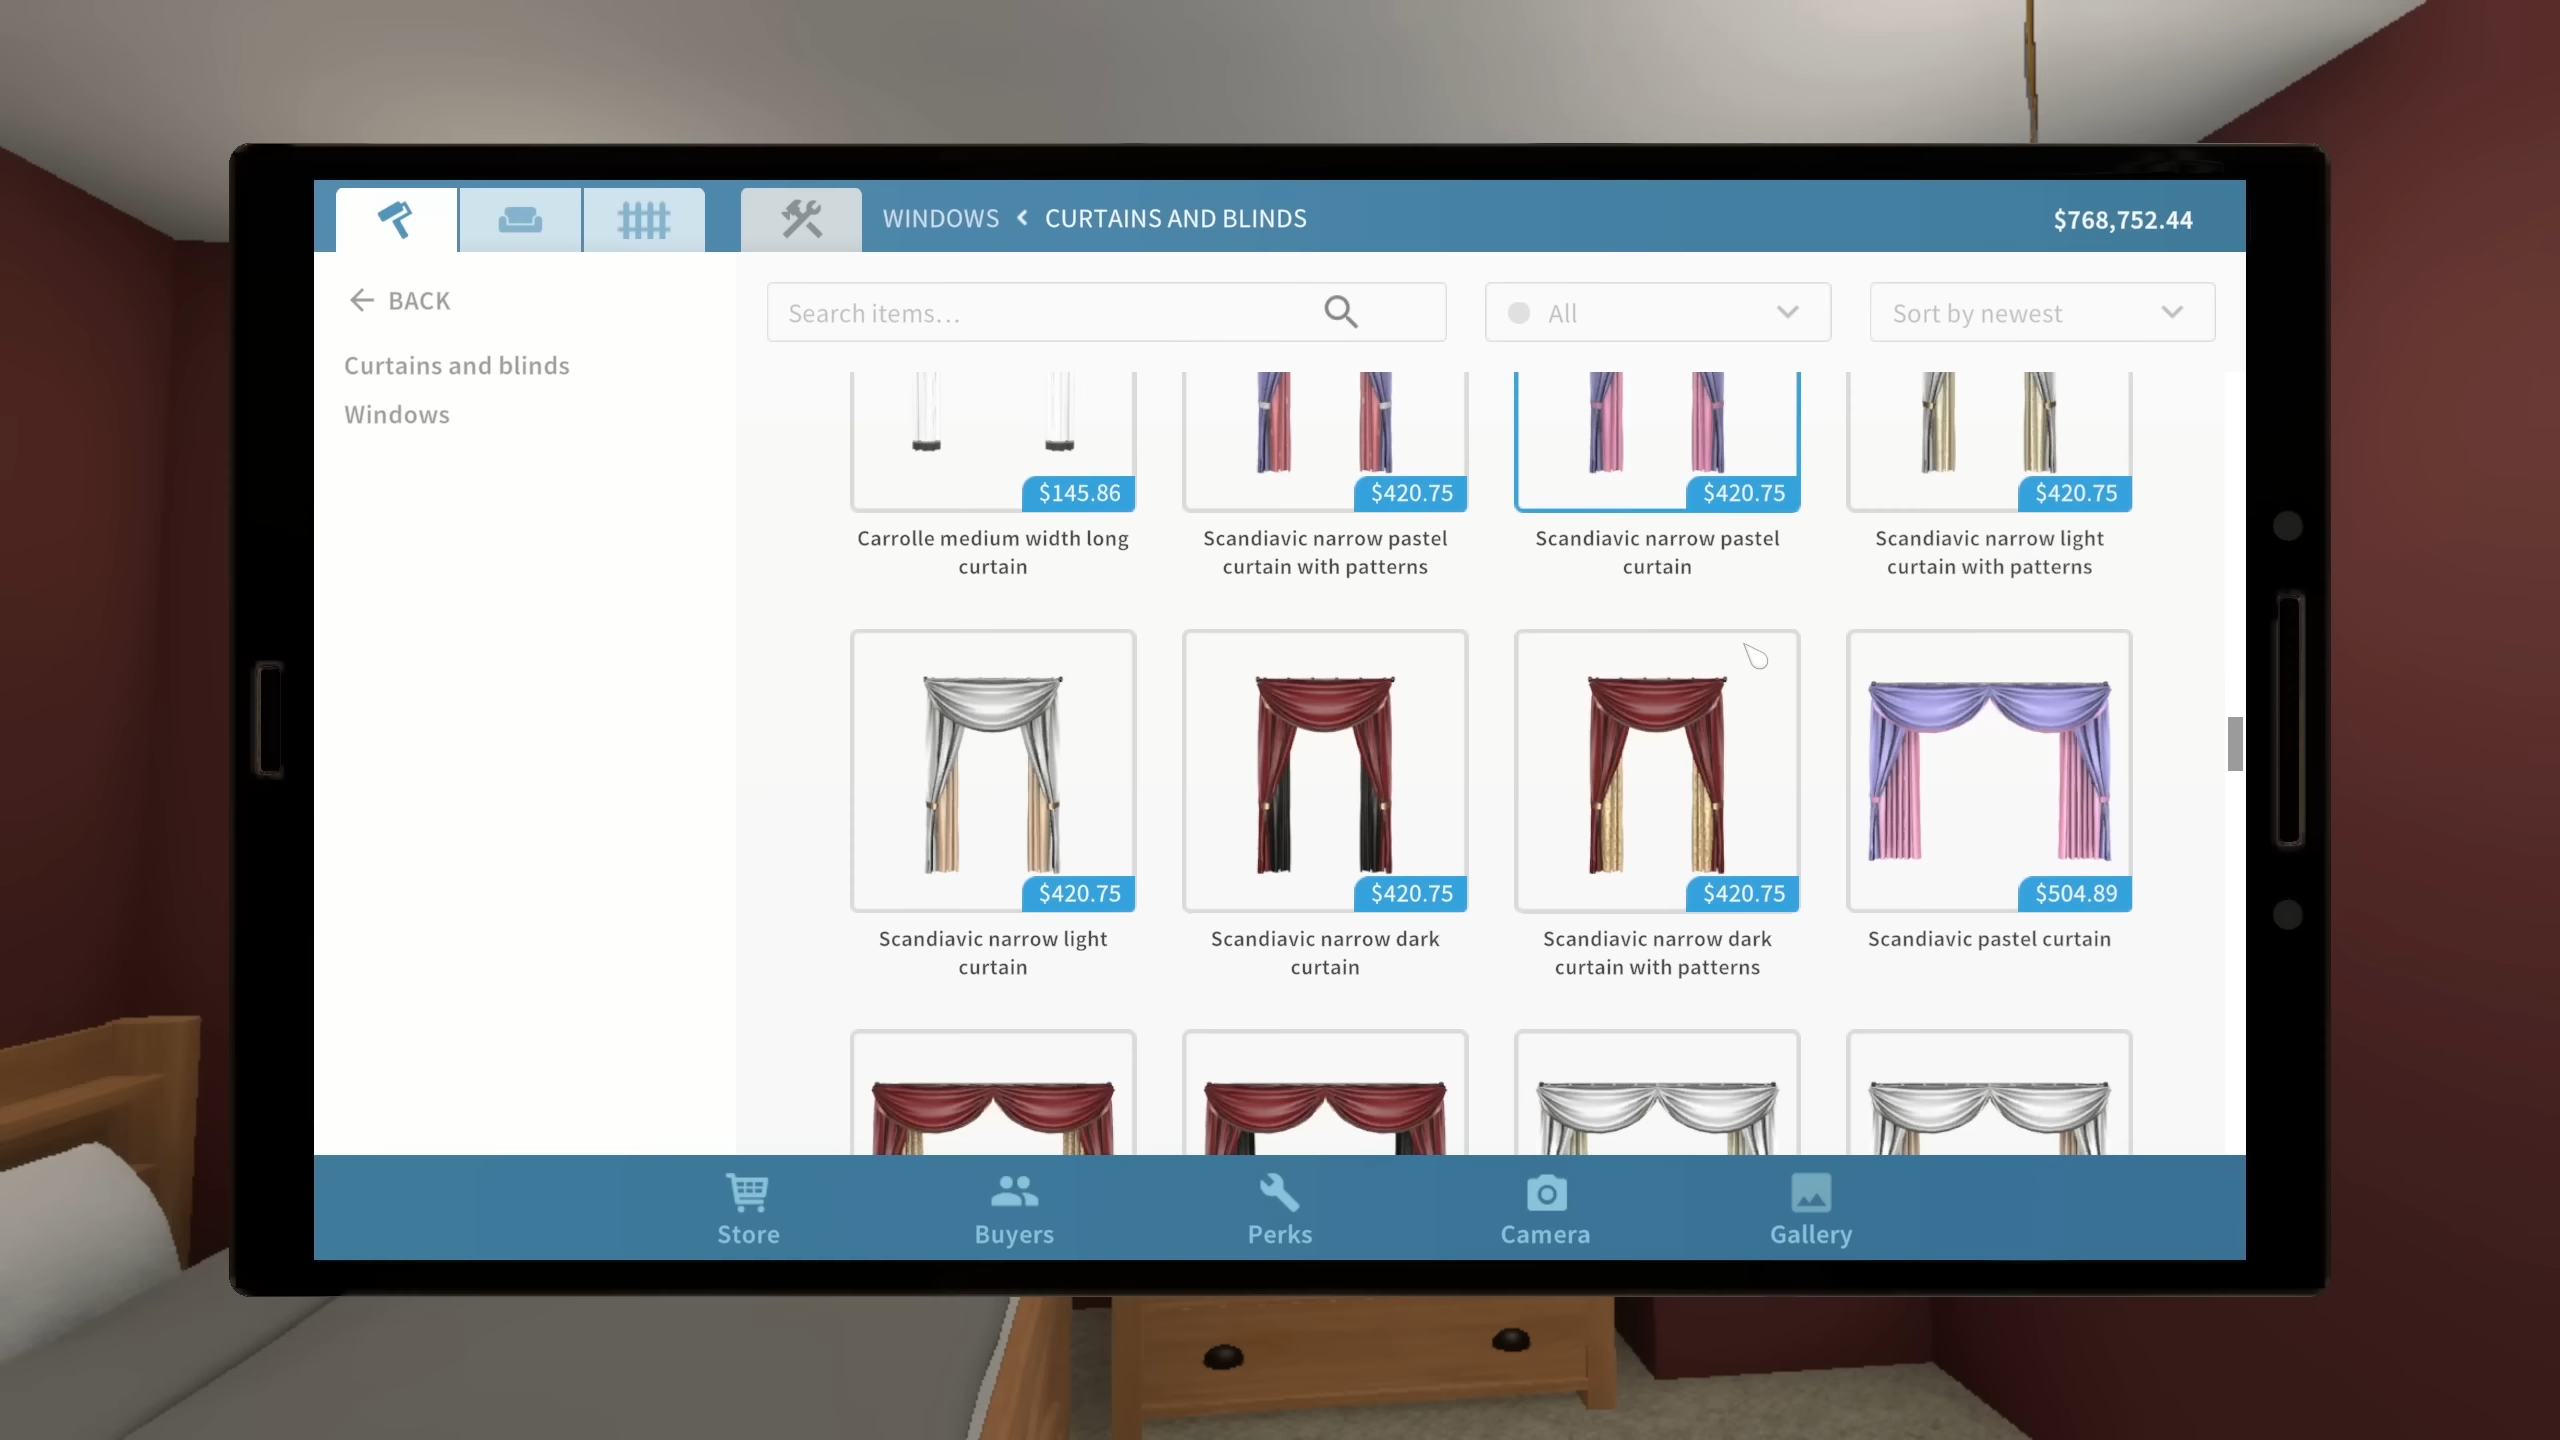 WINDOWS < CURTAINS AND BLINDS
$768,752.44
BACK
Curtains and blinds
Windows
Search items...
All
Sort by newest
$145.86
$420.75
$420.75
$420.75
Carrolle medium width long
curtain
Scandiavic narrow pastel
curtain with patterns
Scandiavic narrow pastel
curtain
Scandiavic narrow light
curtain with patterns
$420.75
$420.75
$420.75
$504.89
Scandiavic narrow light
curtain
Scandiavic narrow dark
curtain
Scandiavic narrow dark
curtain with patterns
Scandiavic pastel curtain
Store
Buyers
Perks
Camera
Gallery